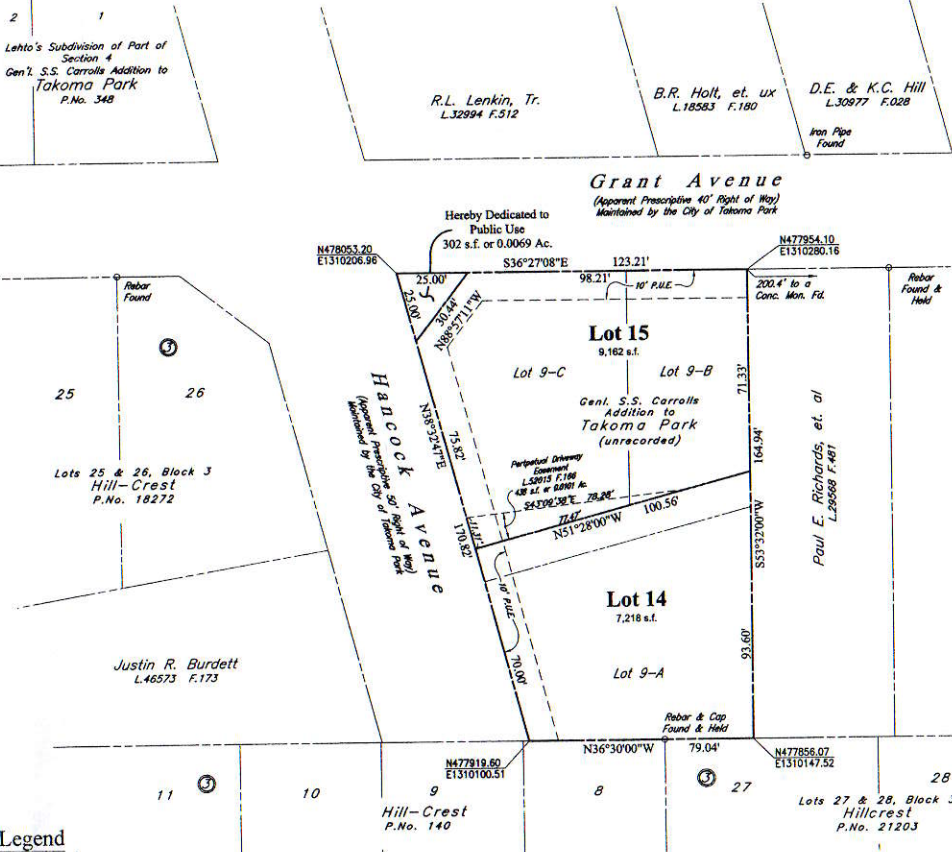 2
1
Lehto's Subdivision of Part of
Section 4
Gen'l. S.S. Carrolls Addition to
Takoma Park
P.No. 348
R.L. Lenkin, Tr.
L.32994 F.512
B.R. Holt, et. ux
L.18583 F.180
D.E. & K.C. Hill
L.30977 F.028
Iron Pipe
Found
Grant Avenue
(Apparent Prescriptive 40' Right of Way)
Maintained by the City of Takoma Park
Hereby Dedicated to
Public Use
302 s.f. or 0.0069 Ac.
N478053.20
E1310206.96
N477954.10
E1310280.16
S36°27'08"E
123.21'
25.00'
98.21'
10' P.U.E.
200.4' to a
Conc. Mon. Fd.
Rebar
Found &
Held
Rebar
Found
25.00'
30.44'
N88°57'11"W
Lot 15
9,162 s.f.
3
25
26
Lot 9-C
Lot 9-B
71.33'
Genl. S.S. Carrolls
Addition to
Takoma Park
(unrecorded)
Hancock Avenue
(Apparent Prescriptive 50' Right of Way)
Maintained by the City of Takoma Park
N38°32'47"E
75.82'
170.82'
164.94'
Paul E. Richards, et. al
L.29568 F.481
Lots 25 & 26, Block 3
Hill-Crest
P.No. 18272
Perpetual Driveway
Easement
L.52015 F.166
438 s.f. or 0.0101 Ac.
S43°09'38"E 78.28'
77.47'
11.31'
N51°28'00"W
100.56'
S53°32'00"W
10' P.U.E.
Lot 14
7,218 s.f.
93.60'
70.00'
Lot 9-A
Justin R. Burdett
L.46573 F.173
Rebar & Cap
Found & Held
N36°30'00"W
79.04'
N477919.60
E1310100.51
N477856.07
E1310147.52
11
3
10
9
8
3
27
28
Hill-Crest
P.No. 140
Lots 27 & 28, Block 3
Hillcrest
P.No. 21203
Legend